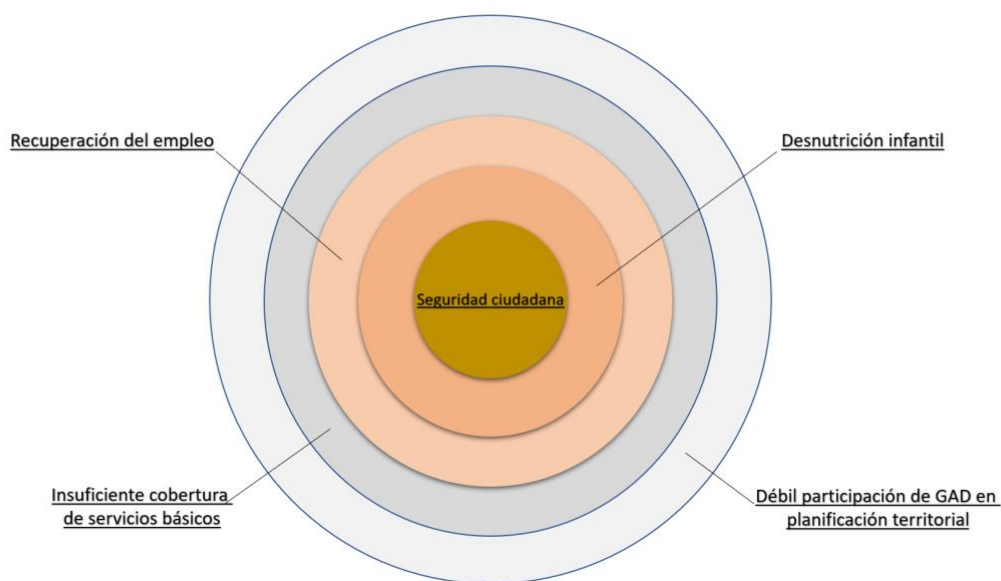 Recuperación del empleo
Desnutrición infantil
Seguridad ciudadana
Insuficiente cobertura
de servicios básicos
Débil participación de GAD en
planificación territorial